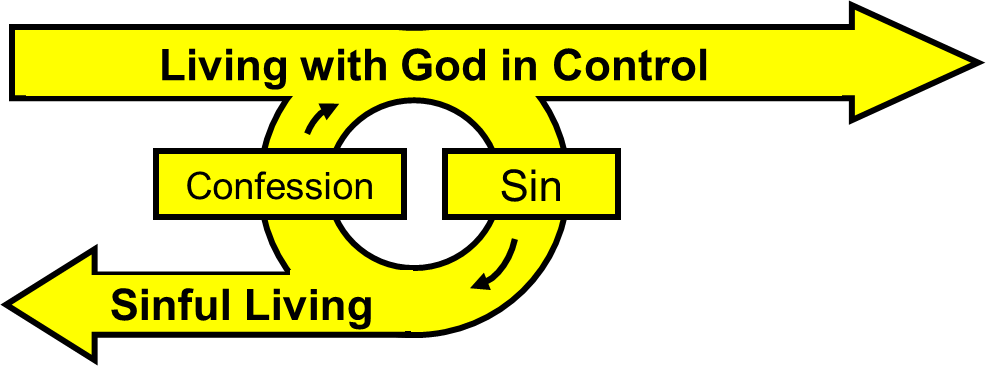 Living with God in Control
Confession
Sin
Sinful Living